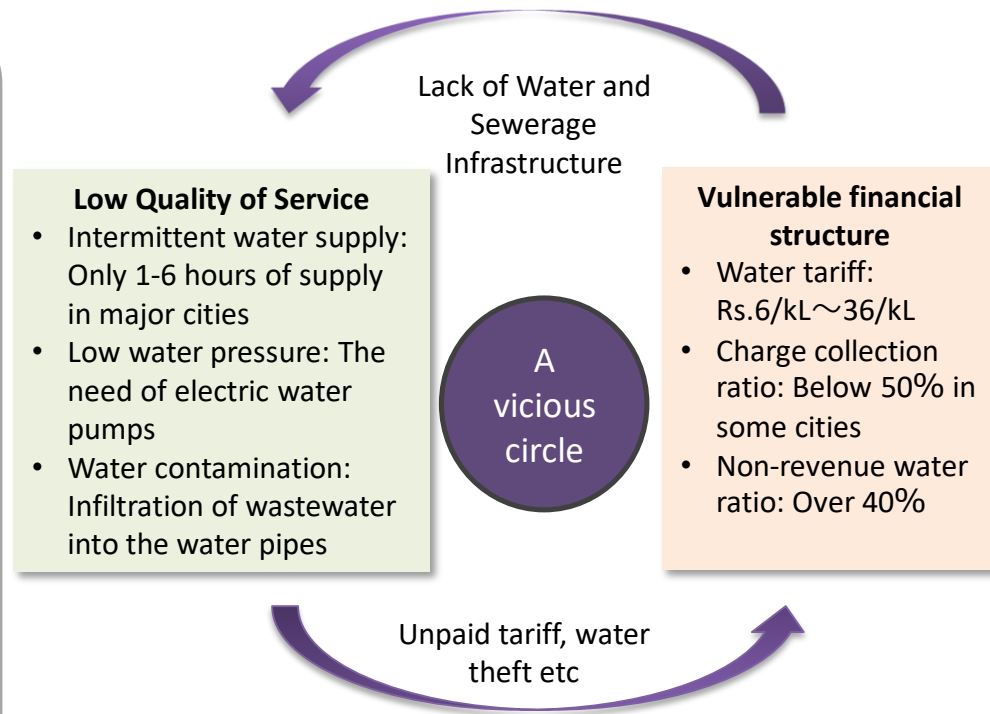 Lack of Water and
Sewerage
Infrastructure
Low Quality of Service
• Intermittent water supply:
Only 1-6 hours of supply
in major cities
• Low water pressure: The
need of electric water
pumps
• Water contamination:
Infiltration of wastewater
into the water pipes
A
vicious
circle
Vulnerable financial
structure
• Water tariff:
Rs.6/kL～36/kL
• Charge collection
ratio: Below 50% in
some cities
• Non-revenue water
ratio: Over 40%
Unpaid tariff, water
theft etc